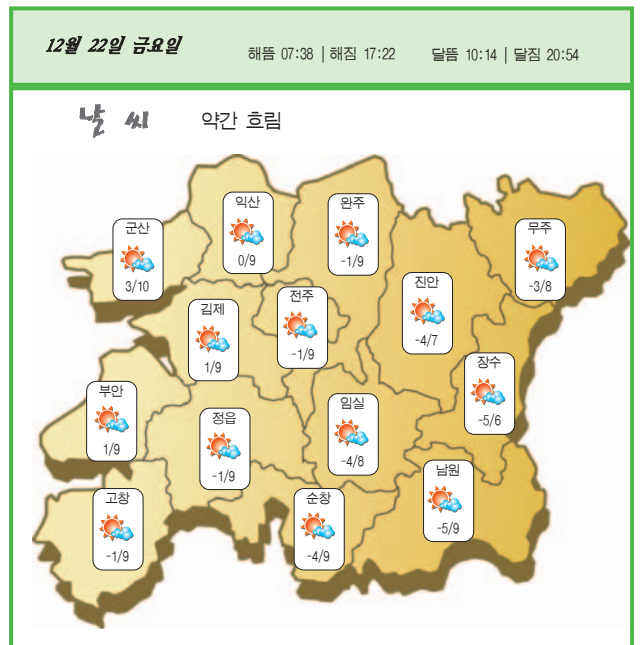 12월 22일 금요일
해뜸 07:38 | 해짐 17:22 달뜸 10:14 | 달짐 20:54
날씨 약간 흐림
익산
0/9
완주
-1/9
군산
3/10
무주
-3/8
진안
-4/7
전주
-1/9
김제
1/9
장수
-5/6
부안
1/9
임실
-4/8
정읍
-1/9
남원
-5/9
고창
-1/9
순창
-4/9